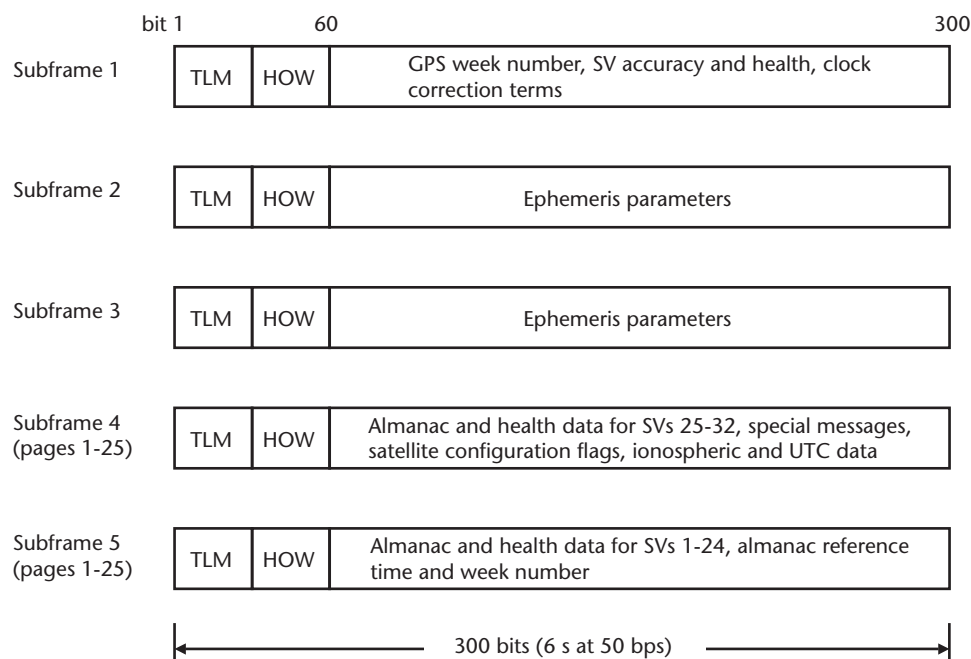 bit 1 60 300
Subframe 1 TLM HOW GPS week number, SV accuracy and health, clock
correction terms
Subframe 2 TLM HOW Ephemeris parameters
Subframe 3 TLM HOW Ephemeris parameters
Subframe 4
(pages 1-25)
TLM HOW Almanac and health data for SVs 25-32, special messages,
satellite configuration flags, ionospheric and UTC data
Subframe 5
(pages 1-25)
TLM HOW Almanac and health data for SVs 1-24, almanac reference
time and week number
300 bits (6 s at 50 bps)